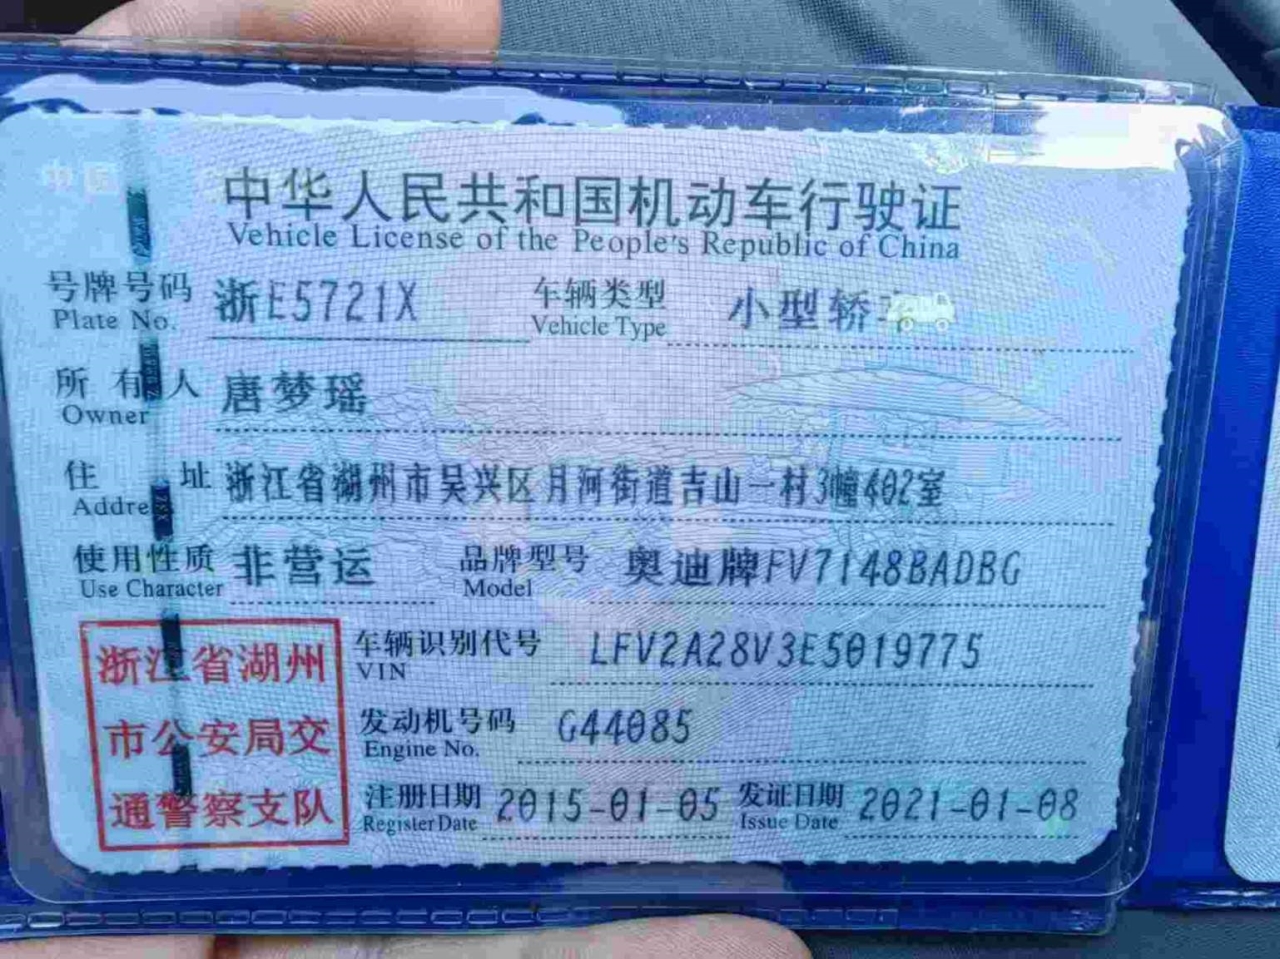 中国
中华人民共和国机动车行驶证
Vehicle License of the People's Republic of China
号牌号码 浙E5721X 车辆类型 小型轿车
Plate No. Vehicle Type
所有人 唐梦瑶
Owner
住址 浙江省湖州市吴兴区月河街道吉山一村3幢402室
Address
使用性质 非营运 品牌型号 奥迪牌FV7148BADBG
Use Character Model
浙江省湖州
市公安局交
通警察支队
车辆识别代号 LFV2A28V3E5019775
VIN
发动机号码 G44085
Engine No.
注册日期 2015-01-05 发证日期 2021-01-08
Register Date Issue Date